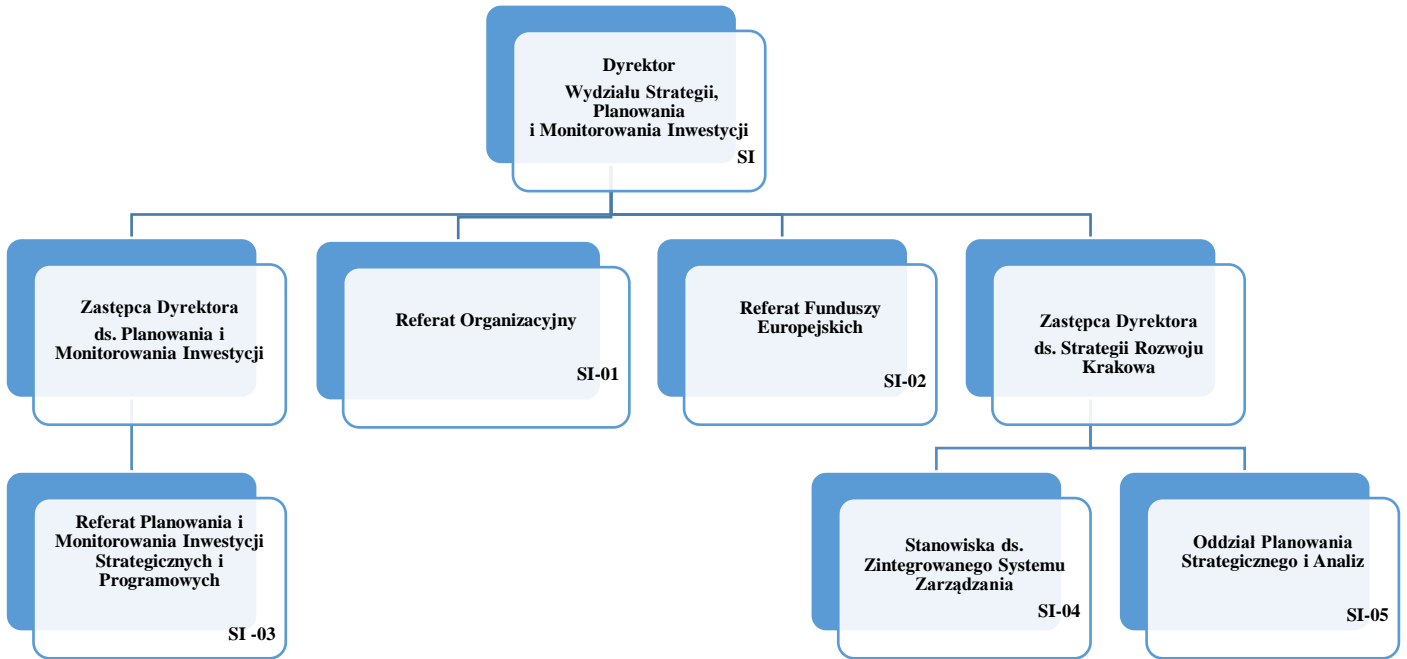 Dyrektor
Wydziału Strategii,
Planowania
i Monitorowania Inwestycji
SI
Zastępca Dyrektora
ds. Planowania i
Monitorowania Inwestycji
Referat Organizacyjny
SI-01
Referat Funduszy
Europejskich
SI-02
Zastępca Dyrektora
ds. Strategii Rozwoju
Krakowa
Referat Planowania i
Monitorowania Inwestycji
Strategicznych i
Programowych
SI -03
Stanowiska ds.
Zintegrowanego Systemu
Zarządzania
SI-04
Oddział Planowania
Strategicznego i Analiz
SI-05